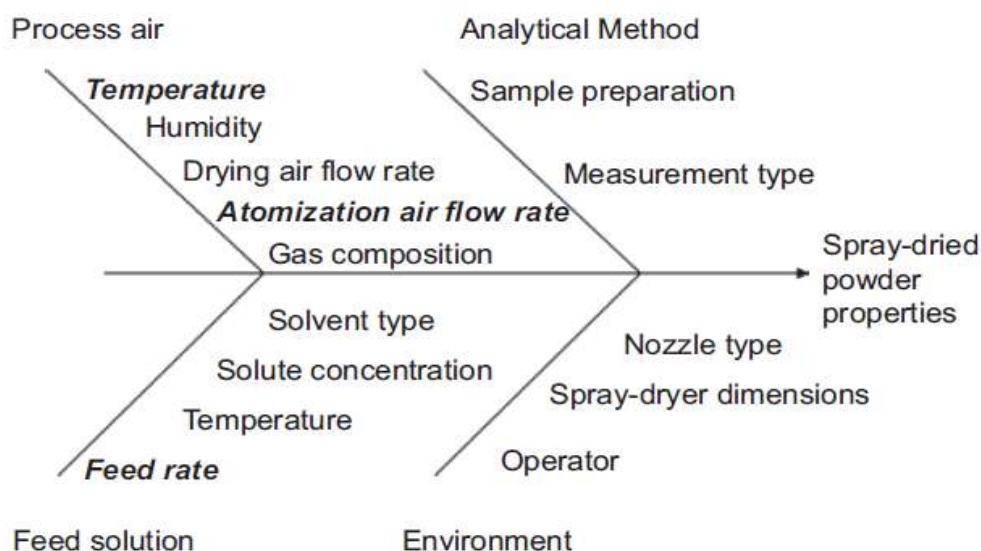 Process air
Analytical Method
Temperature
Sample preparation
Humidity
Drying air flow rate
Measurement type
Atomization air flow rate
Gas composition
Spray-dried
powder
properties
Solvent type
Nozzle type
Solute concentration
Spray-dryer dimensions
Temperature
Operator
Feed rate
Feed solution
Environment